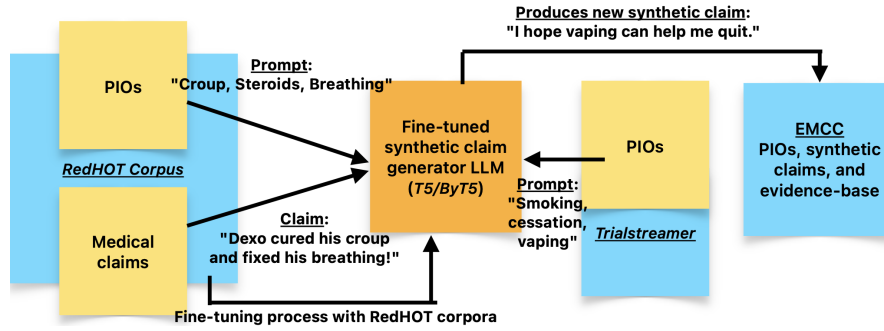 Produces new synthetic claim:
"I hope vaping can help me quit."
PIOs
Prompt:
"Croup, Steroids, Breathing"
RedHOT Corpus
Medical
claims
Claim:
"Dexo cured his croup
and fixed his breathing!"
Fine-tuning process with RedHOT corpora
Fine-tuned
synthetic claim
generator LLM
(T5/ByT5)
PIOs
Prompt:
"Smoking,
cessation,
vaping"
Trialstreamer
EMCC
PIOs, synthetic
claims, and
evidence-base